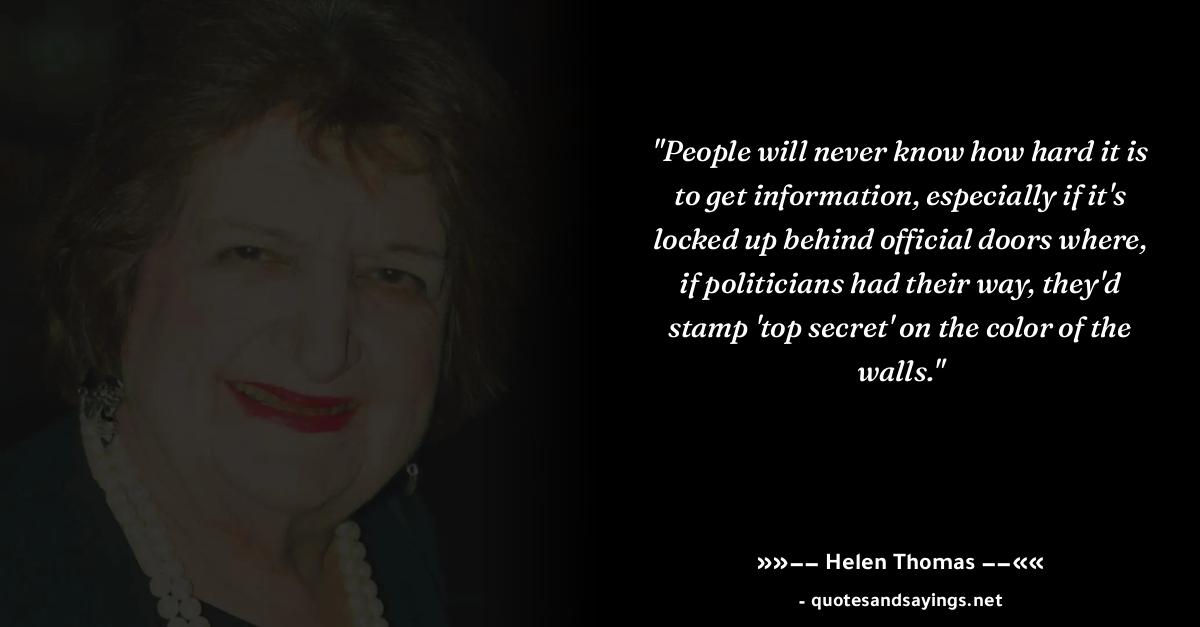 "People will never know how hard it is
to get information, especially if it's
locked up behind official doors where,
if politicians had their way, they'd
stamp 'top secret' on the color of the
walls."
»»–– Helen Thomas ––««
- quotesandsayings.net